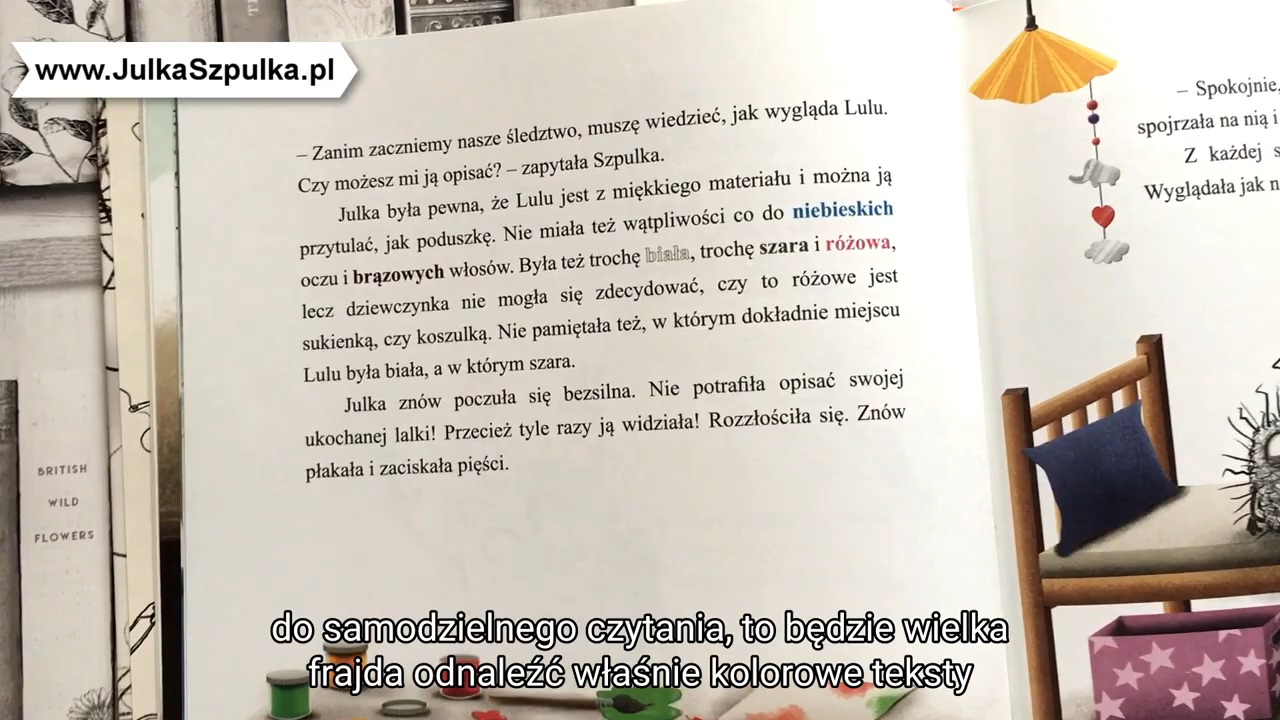 www.JulkaSzpulka.pl
– Zanim zaczniemy nasze śledztwo, muszę wiedzieć, jak wygląda Lulu.
Czy możesz mi ją opisać? – zapytała Szpulka.
Julka była pewna, że Lulu jest z miękkiego materiału i można ją
przytulać, jak poduszkę. Nie miała też wątpliwości co do niebieskich
oczu i brązowych włosów. Była też trochę biała, trochę szara i różowa,
lecz dziewczynka nie mogła się zdecydować, czy to różowe jest
sukienką, czy koszulką. Nie pamiętała też, w którym dokładnie miejscu
Lulu była biała, a w którym szara.
Julka znów poczuła się bezsilna. Nie potrafiła opisać swojej
ukochanej lalki! Przecież tyle razy ją widziała! Rozzłościła się. Znów
płakała i zaciskała pięści.
– Spokojnie,
spojrzała na nią i
Z każdej s
Wyglądała jak n
BRITISH
WILD
FLOWERS
do samodzielnego czytania, to będzie wielka
frajda odnaleźć właśnie kolorowe teksty